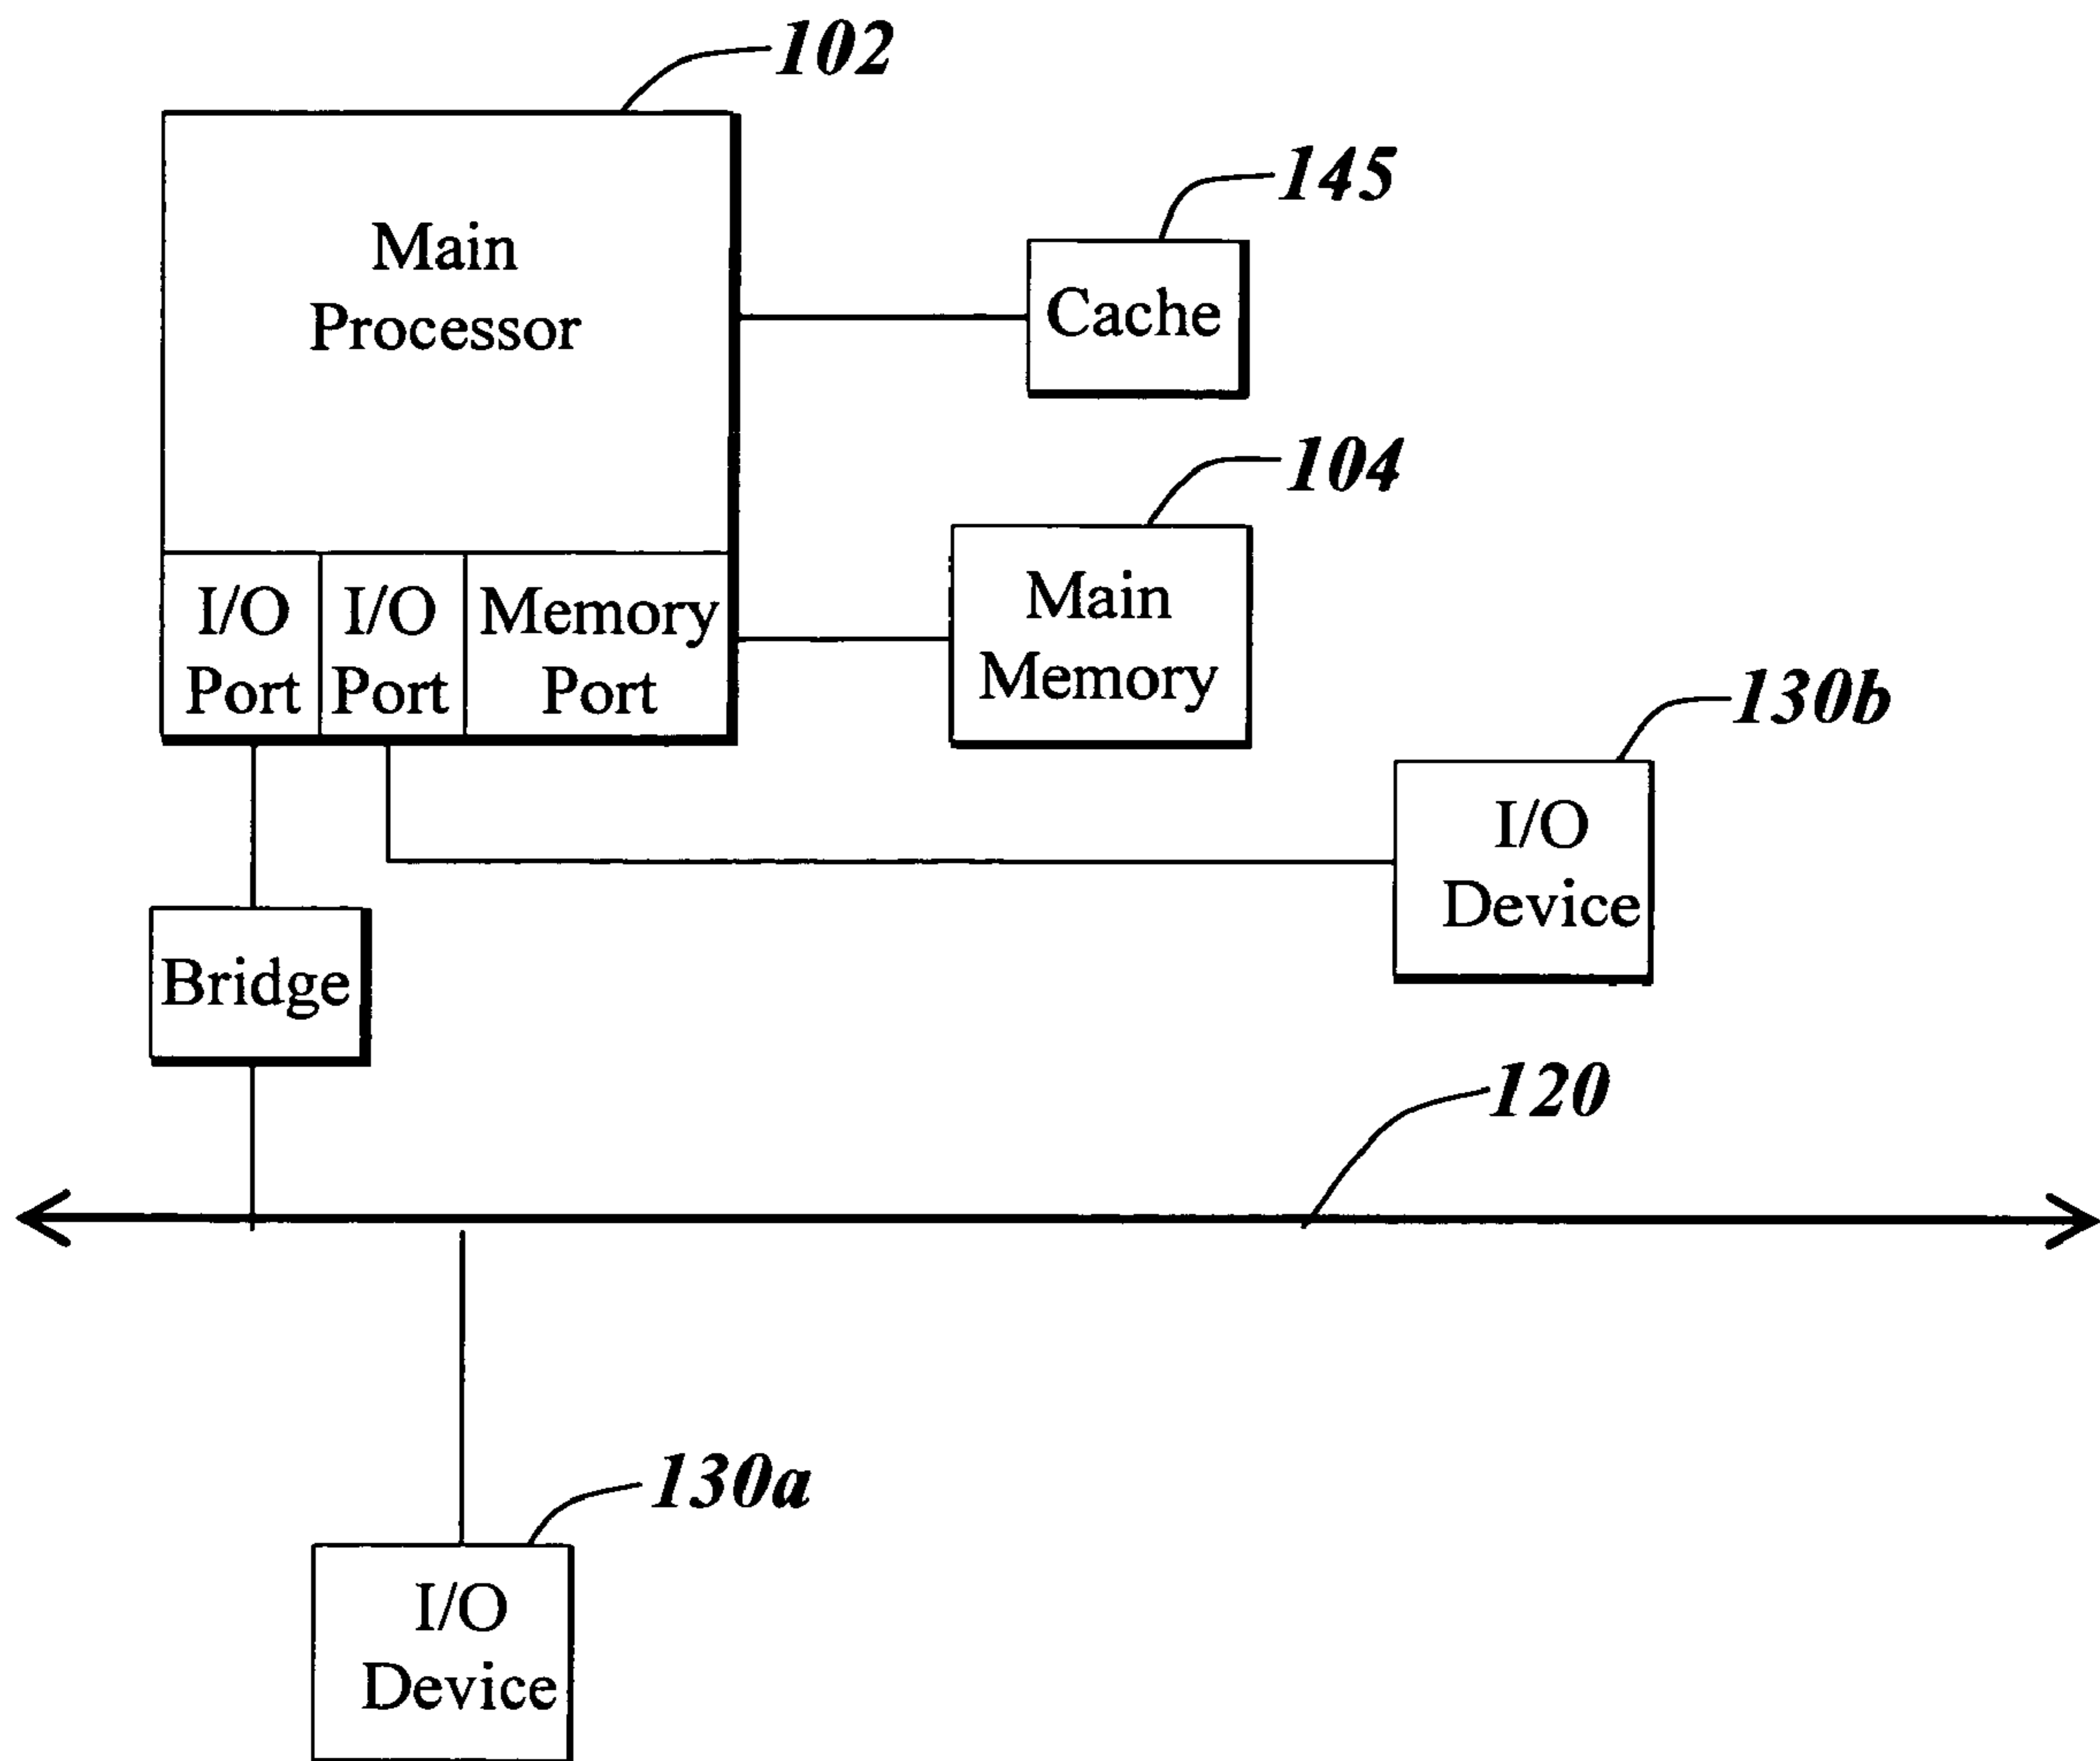 102
Main
Processor
145
Cache
104
Main
Memory
I/O
Port
I/O
Port
Memory
Port
130b
I/O
Device
Bridge
120
130a
I/O
Device